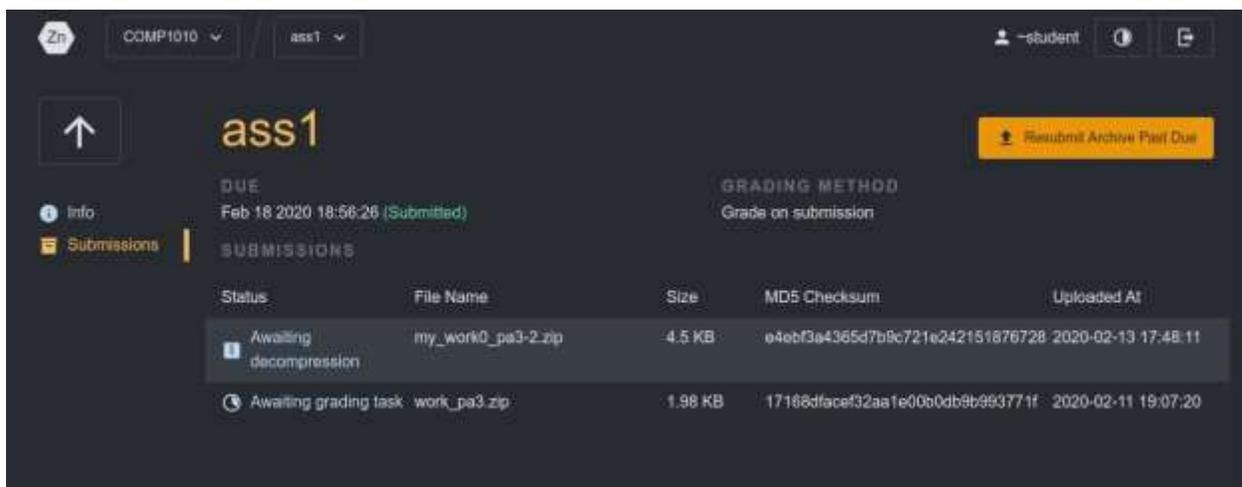 Zn COMP1010 ass1 ~student
ass1
Resubmit Archive Past Due
DUE
GRADING METHOD
Info
Feb 18 2020 18:56:26 (Submitted)
Grade on submission
Submissions
SUBMISSIONS
Status File Name Size MD5 Checksum Uploaded At
Awaiting decompression my_work0_pa3-2.zip 4.5 KB e4ebf3a4365d7b9c721e242151876728 2020-02-13 17:48:11
Awaiting grading task work_pa3.zip 1.98 KB 17168dfacef32aa1e00b0db9b993771f 2020-02-11 19:07:20